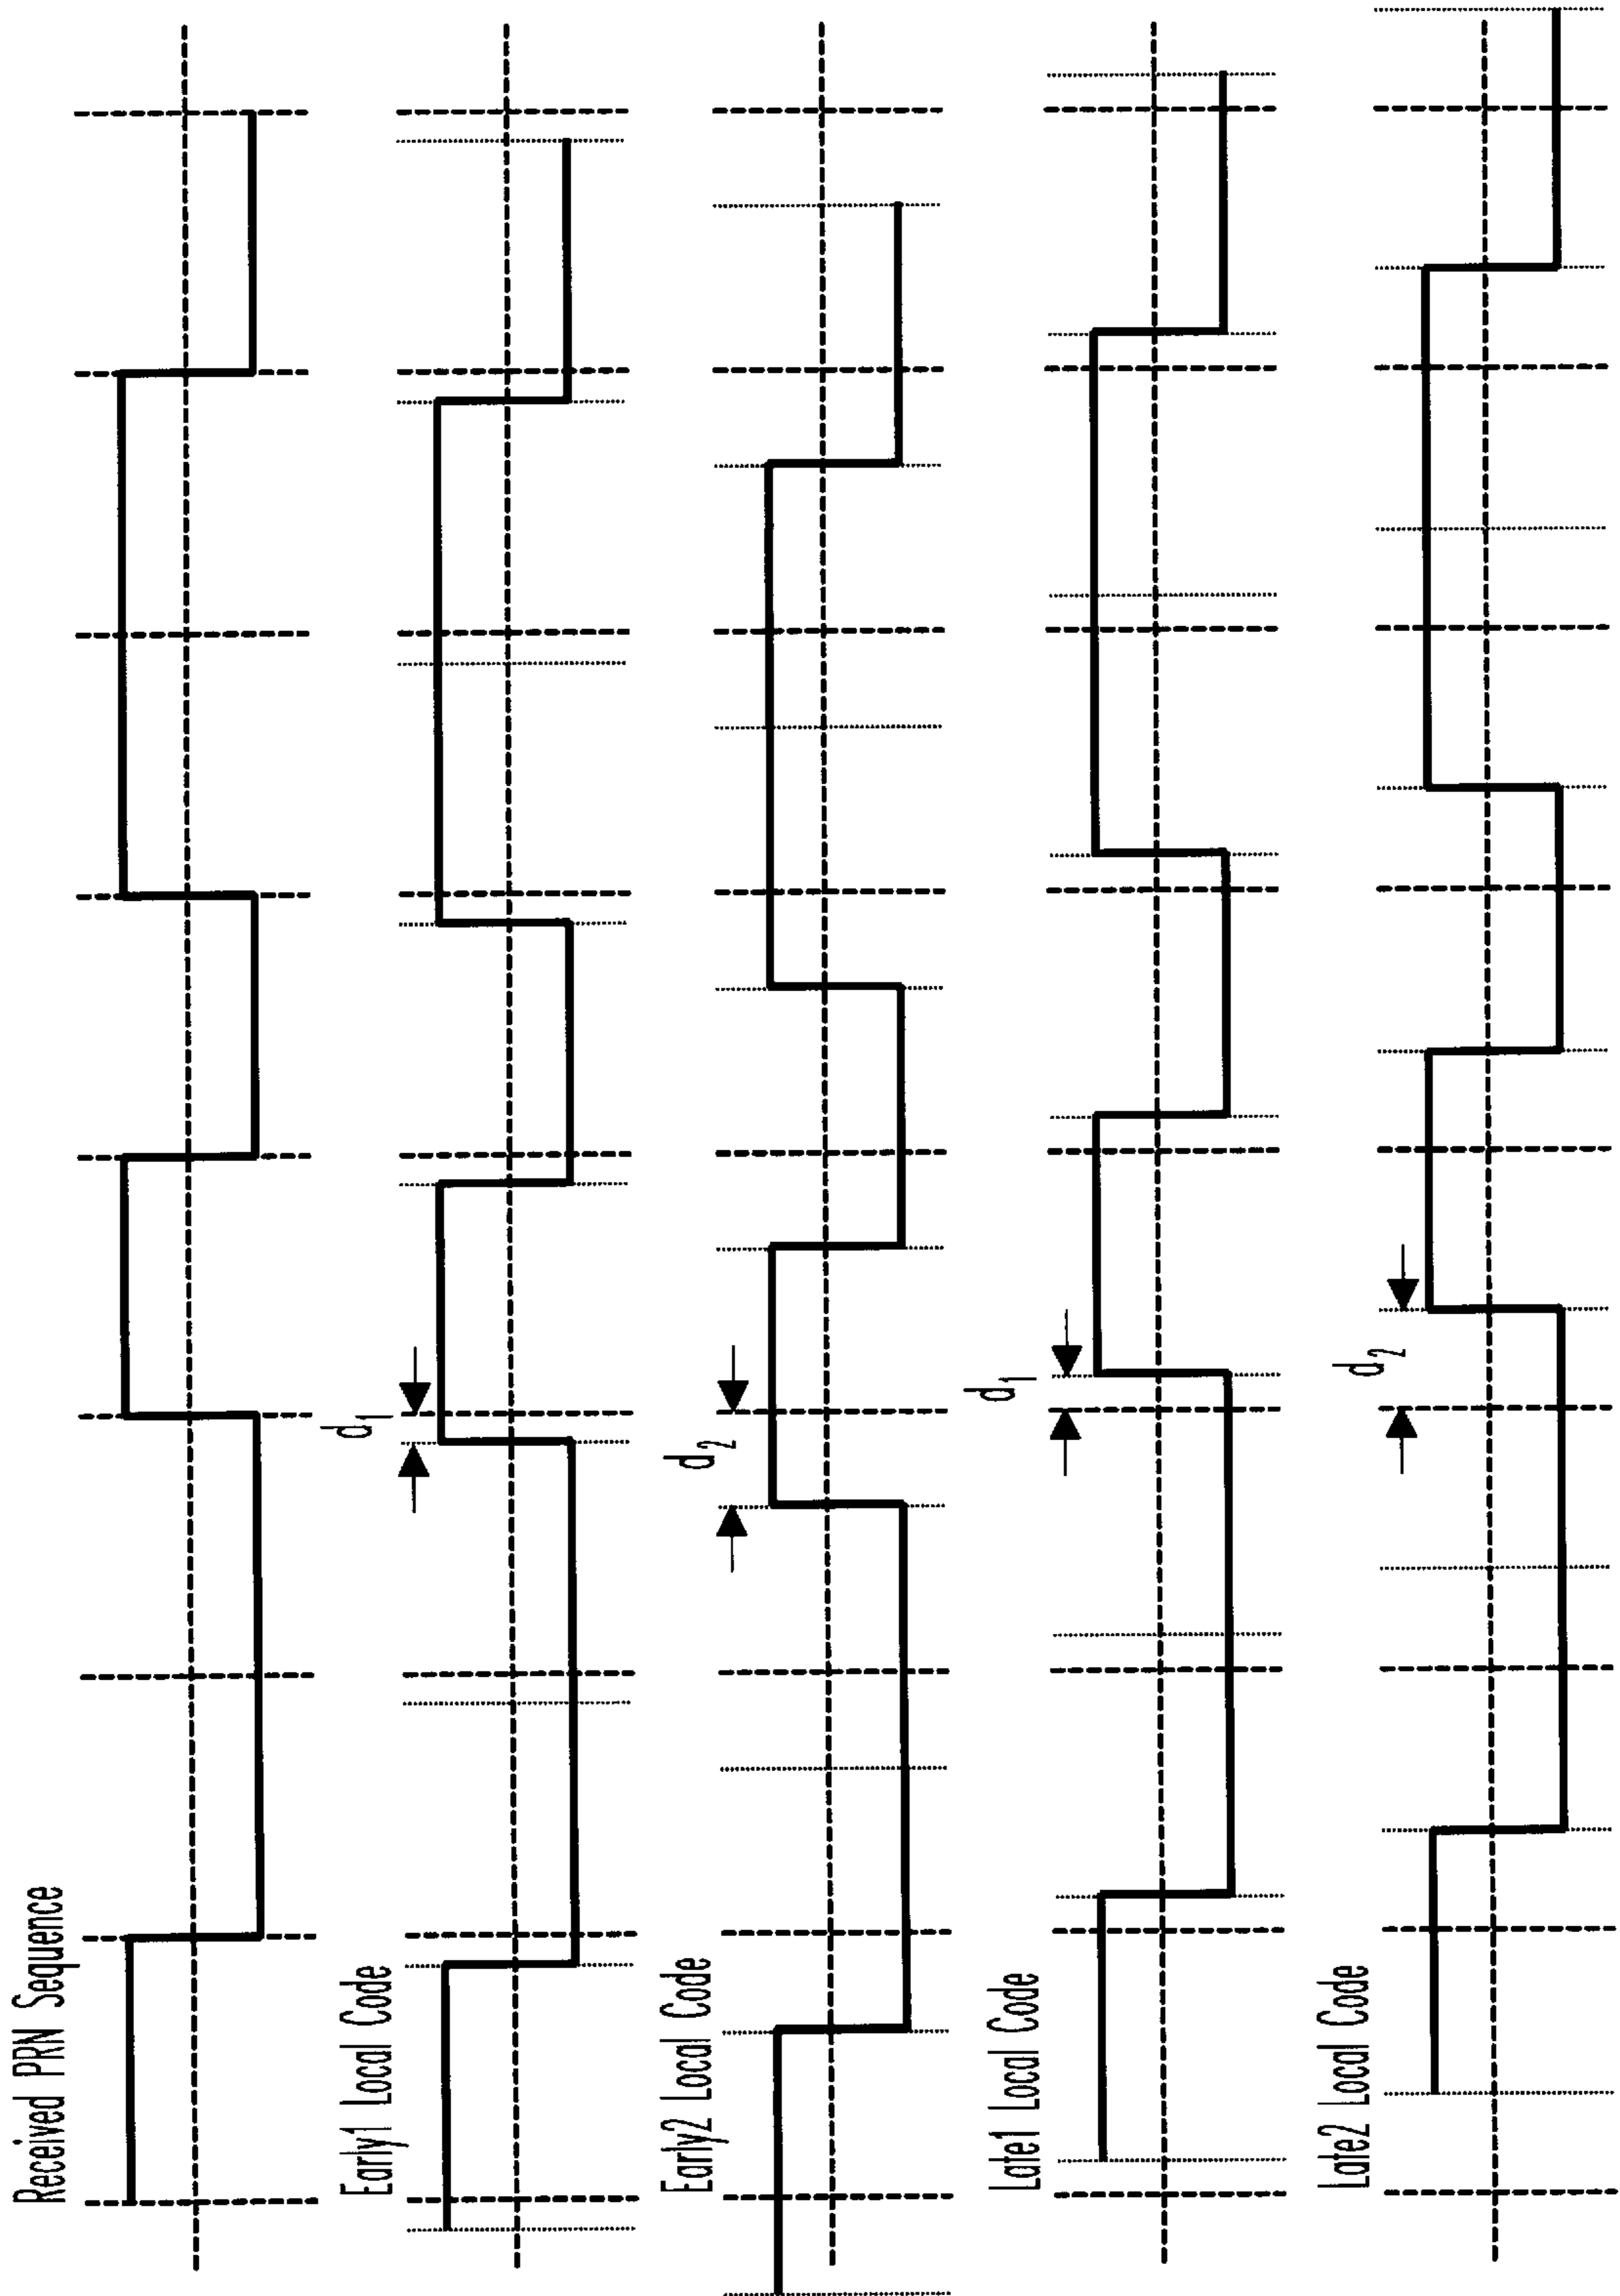 Received PRN Sequence
Early1 Local Code
d1
Early2 Local Code
d2
Late1 Local Code
d1
Late2 Local Code
d2